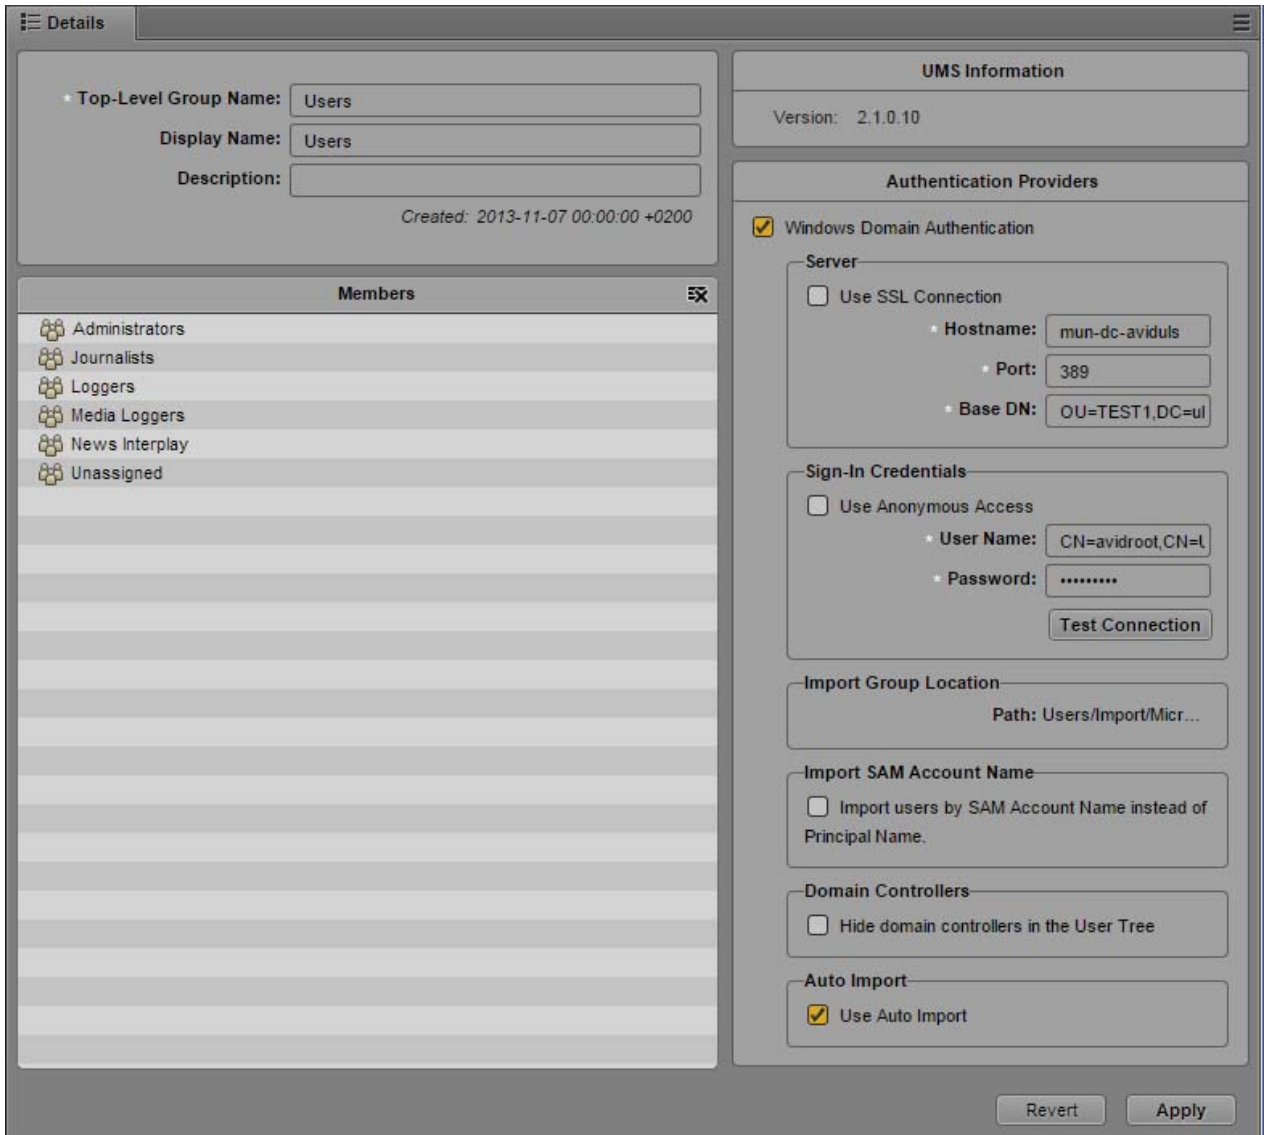 Details
* Top-Level Group Name: Users
Display Name: Users
Description:
Created: 2013-11-07 00:00:00 +0200
Members
Administrators
Journalists
Loggers
Media Loggers
News Interplay
Unassigned
UMS Information
Version: 2.1.0.10
Authentication Providers
Windows Domain Authentication
Server
Use SSL Connection
* Hostname: mun-dc-aviduls
* Port: 389
* Base DN: OU=TEST1,DC=ul
Sign-In Credentials
Use Anonymous Access
* User Name: CN=avidroot,CN=
* Password: •••••••••
Test Connection
Import Group Location
Path: Users/Import/Micr...
Import SAM Account Name
Import users by SAM Account Name instead of
Principal Name.
Domain Controllers
Hide domain controllers in the User Tree
Auto Import
Use Auto Import
Revert
Apply